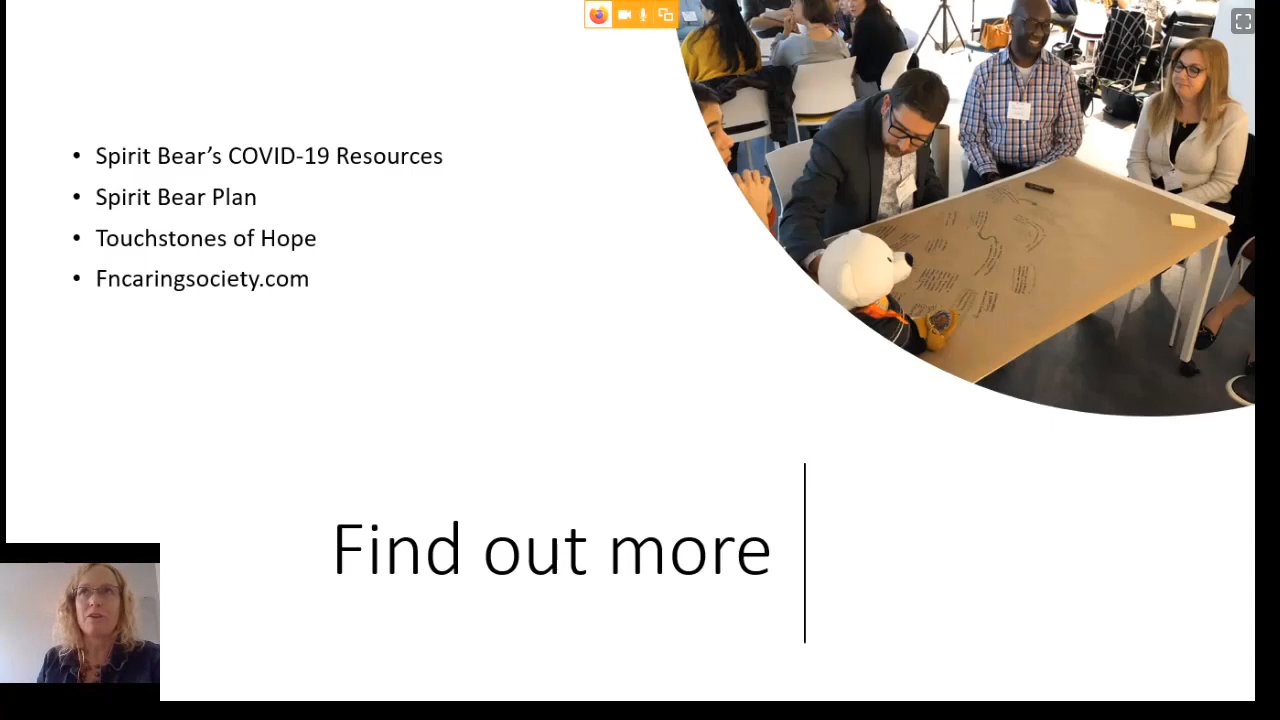 • Spirit Bear’s COVID-19 Resources
• Spirit Bear Plan
• Touchstones of Hope
• Fncaringsociety.com
Find out more